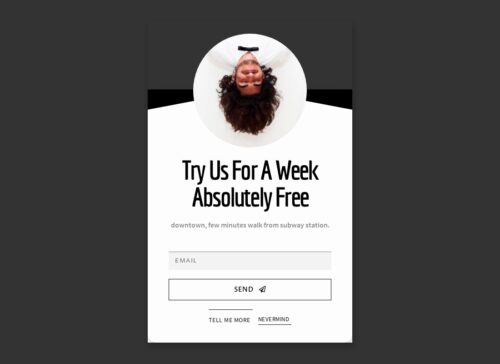 Try Us For A Week
Absolutely Free
downtown, few minutes walk from subway station.
EMAIL
SEND
TELL ME MORE NEVERMIND